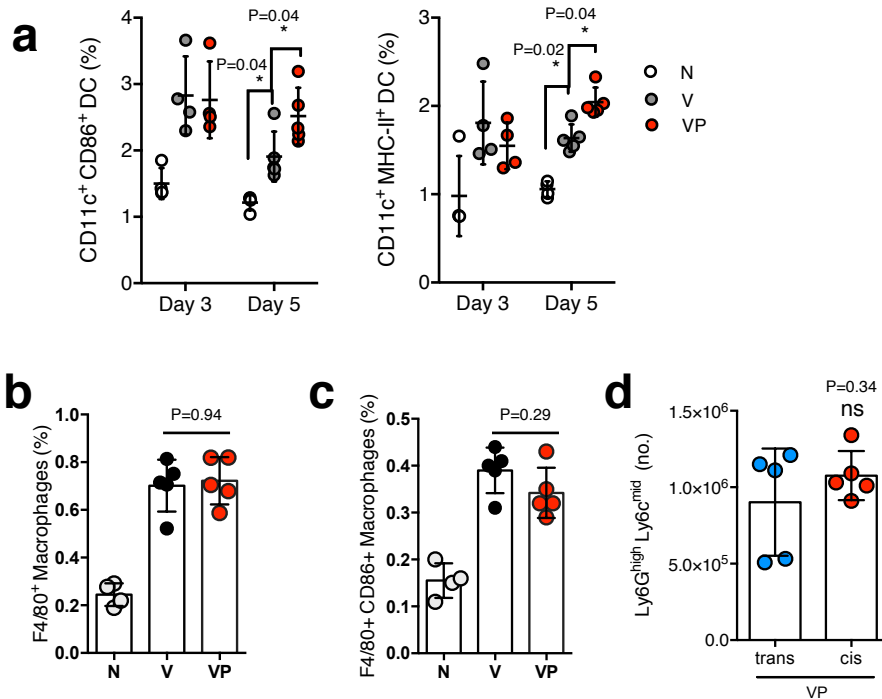 a
CD11c+ CD86+ DC (%)
4
3
2
1
0
P=0.04
*
P=0.04
*
Day 3
Day 5
CD11c+ MHC-II+ DC (%)
3
2
1
0
P=0.04
*
P=0.02
*
Day 3
Day 5
N
V
VP
b
F4/80+ Macrophages (%)
1.0
0.8
0.6
0.4
0.2
0.0
P=0.94
N
V
VP
c
F4/80+ CD86+ Macrophages (%)
0.5
0.4
0.3
0.2
0.1
0.0
P=0.29
N
V
VP
d
Ly6G^high Ly6c^mid (no.)
1.5×10^6
1.0×10^6
5.0×10^5
0.0
P=0.34
ns
trans
cis
VP